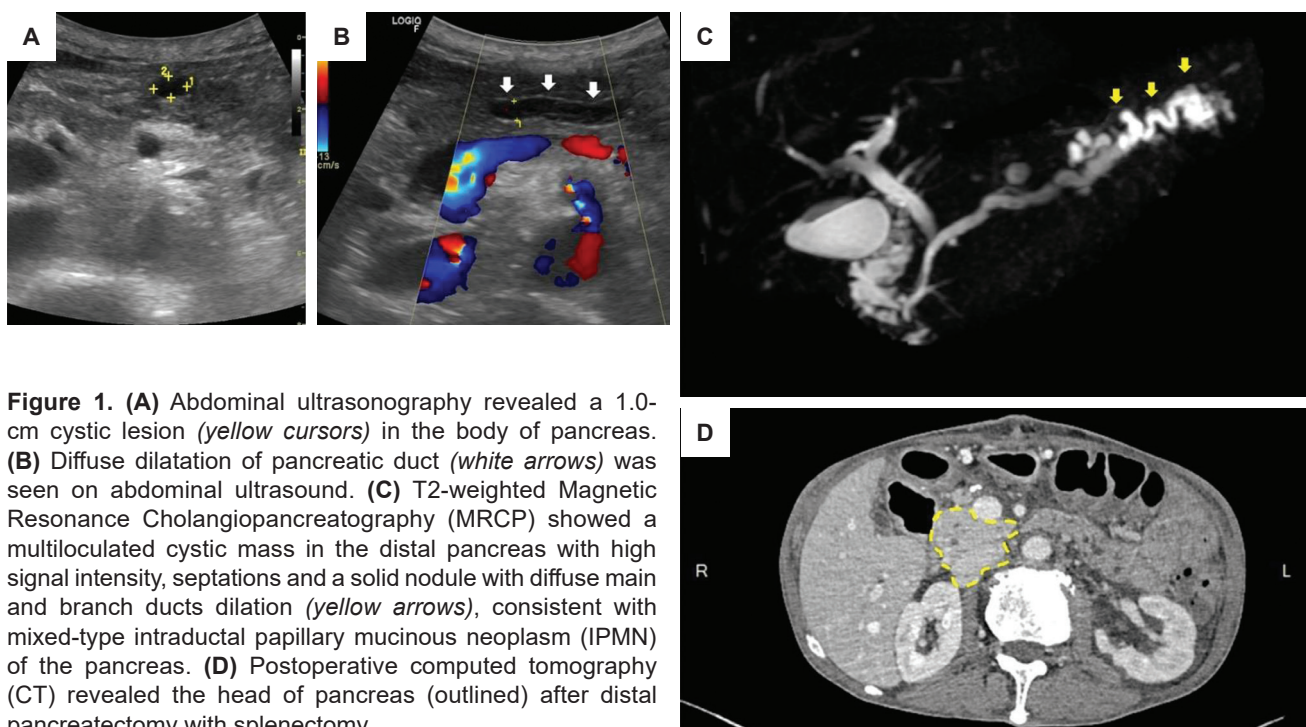 A
B
LOGIQ
F
C
2
1
13
cm/s
D
R
L
Figure 1. (A) Abdominal ultrasonography revealed a 1.0-
cm cystic lesion (yellow cursors) in the body of pancreas.
(B) Diffuse dilatation of pancreatic duct (white arrows) was
seen on abdominal ultrasound. (C) T2-weighted Magnetic
Resonance Cholangiopancreatography (MRCP) showed a
multiloculated cystic mass in the distal pancreas with high
signal intensity, septations and a solid nodule with diffuse main
and branch ducts dilation (yellow arrows), consistent with
mixed-type intraductal papillary mucinous neoplasm (IPMN)
of the pancreas. (D) Postoperative computed tomography
(CT) revealed the head of pancreas (outlined) after distal
pancreatectomy with splenectomy.